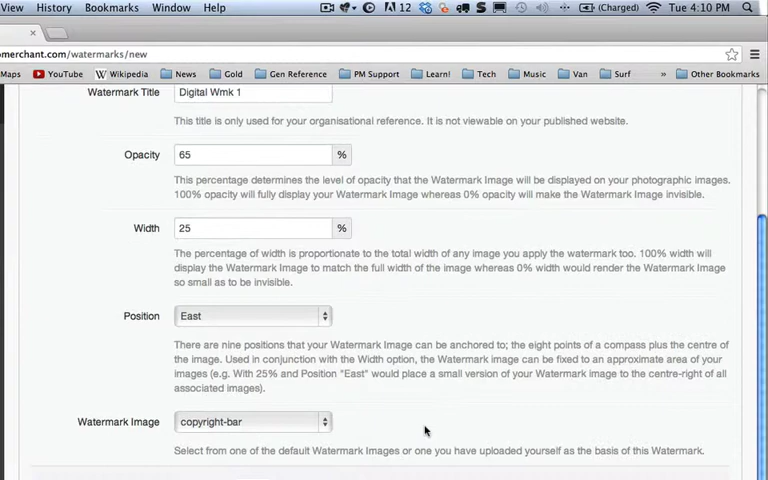 View History Bookmarks Window Help 12 (Charged) Tue 4:10 PM
omerchant.com/watermarks/new
Maps YouTube Wikipedia News Gold Gen Reference PM Support Learn! Tech Music Van Surf » Other Bookmarks
Watermark Title Digital Wmk 1
This title is only used for your organisational reference. It is not viewable on your published website.
Opacity 65 %
This percentage determines the level of opacity that the Watermark Image will be displayed on your photographic images.
100% opacity will fully display your Watermark Image whereas 0% opacity will make the Watermark Image invisible.
Width 25 %
The percentage of width is proportionate to the total width of any image you apply the watermark too. 100% width will
display the Watermark Image to match the full width of the image whereas 0% width would render the Watermark Image
so small as to be invisible.
Position East
There are nine positions that your Watermark Image can be anchored to; the eight points of a compass plus the centre of
the image. Used in conjunction with the Width option, the Watermark image can be fixed to an approximate area of your
images (e.g. With 25% and Position "East" would place a small version of your Watermark image to the centre-right of all
associated images).
Watermark Image copyright-bar
Select from one of the default Watermark Images or one you have uploaded yourself as the basis of this Watermark.